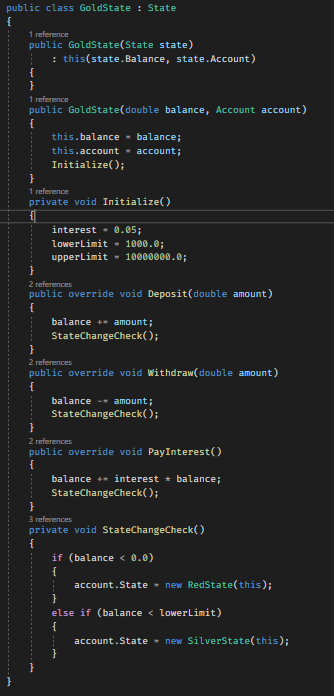 public class GoldState : State
{
1 reference
public GoldState(State state)
: this(state.Balance, state.Account)
{
}
1 reference
public GoldState(double balance, Account account)
{
this.balance = balance;
this.account = account;
Initialize();
}
1 reference
private void Initialize()
{
interest = 0.05;
lowerLimit = 1000.0;
upperLimit = 10000000.0;
}
2 references
public override void Deposit(double amount)
{
balance += amount;
StateChangeCheck();
}
2 references
public override void Withdraw(double amount)
{
balance -= amount;
StateChangeCheck();
}
2 references
public override void PayInterest()
{
balance += interest * balance;
StateChangeCheck();
}
3 references
private void StateChangeCheck()
{
if (balance < 0.0)
{
account.State = new RedState(this);
}
else if (balance < lowerLimit)
{
account.State = new SilverState(this);
}
}
}